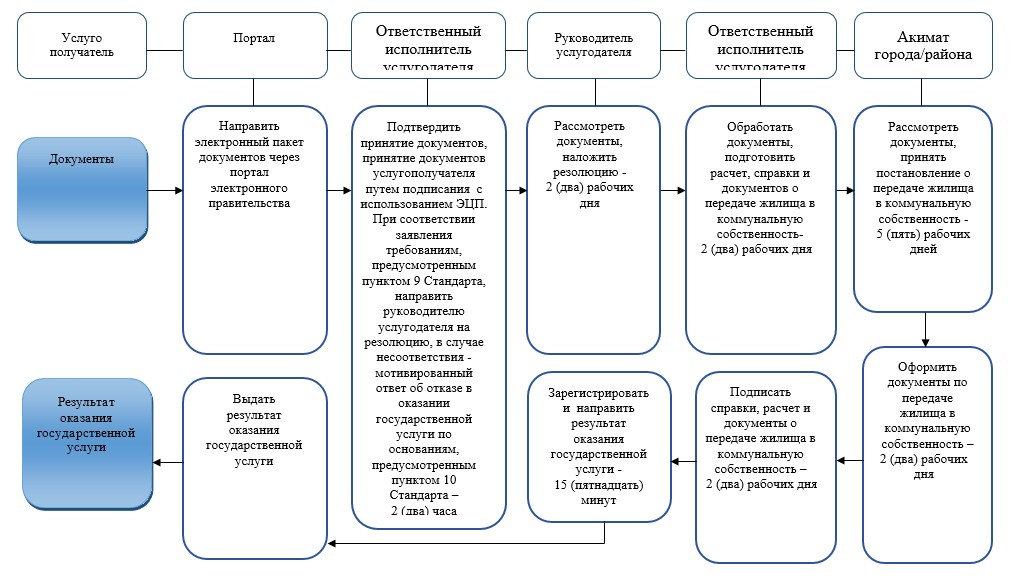 Услуго
получатель
Портал
Ответственный
исполнитель
услугодателя
Руководитель
услугодателя
Ответственный
исполнитель
услугодателя
Акимат
города/района
Документы
Направить
электронный пакет
документов через
портал
электронного
правительства
Подтвердить
принятие документов,
принятие документов
услугополучателя
путем подписания с
использованием ЭЦП.
При соответствии
заявления
требованиям,
предусмотренным
пунктом 9 Стандарта,
направить
руководителю
услугодателя на
резолюцию, в случае
несоответствия -
мотивированный
ответ об отказе в
оказании
государственной
услуги по
основаниям,
предусмотренным
пунктом 10
Стандарта –
2 (два) часа
Рассмотреть
документы,
наложить
резолюцию -
2 (два) рабочих
дня
Обработать
документы,
подготовить
расчет, справки и
документов о
передаче жилища в
коммунальную
собственность-
2 (два) рабочих дня
Рассмотреть
документы,
принять
постановление о
передаче жилища
в коммунальную
собственность -
5 (пять) рабочих
дней
Результат
оказания
государственной
услуги
Выдать
результат
оказания
государственной
услуги
Зарегистрировать
и направить
результат
оказания
государственной
услуги -
15 (пятнадцать)
минут
Подписать
справки, расчет и
документы о
передаче жилища в
коммунальную
собственность –
2 (два) рабочих дня
Оформить
документы по
передаче
жилища в
коммунальную
собственность –
2 (два) рабочих
дня